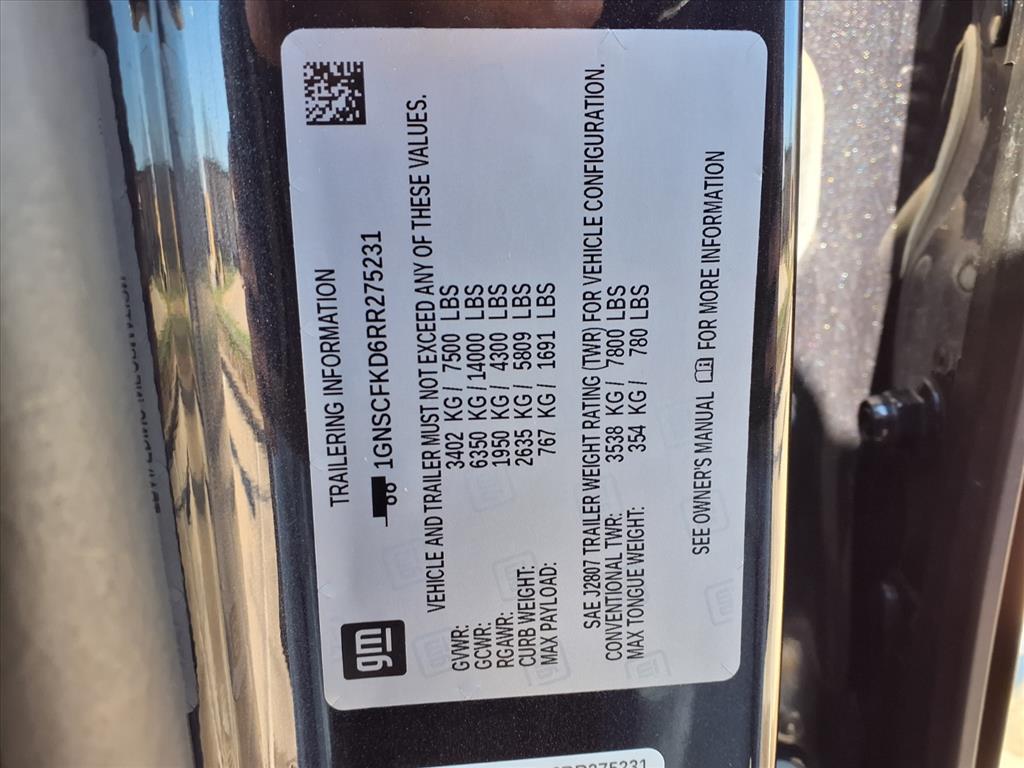 gm
TRAILERING INFORMATION
1GNSCFKD6RR275231
VEHICLE AND TRAILER MUST NOT EXCEED ANY OF THESE VALUES.
GVWR: 3402 KG / 7500 LBS
GCWR: 6350 KG / 14000 LBS
RGAWR: 1950 KG / 4300 LBS
CURB WEIGHT: 2635 KG / 5809 LBS
MAX PAYLOAD: 767 KG / 1691 LBS
SAE J2807 TRAILER WEIGHT RATING (TWR) FOR VEHICLE CONFIGURATION.
CONVENTIONAL TWR: 3538 KG / 7800 LBS
MAX TONGUE WEIGHT: 354 KG / 780 LBS
SEE OWNER'S MANUAL FOR MORE INFORMATION